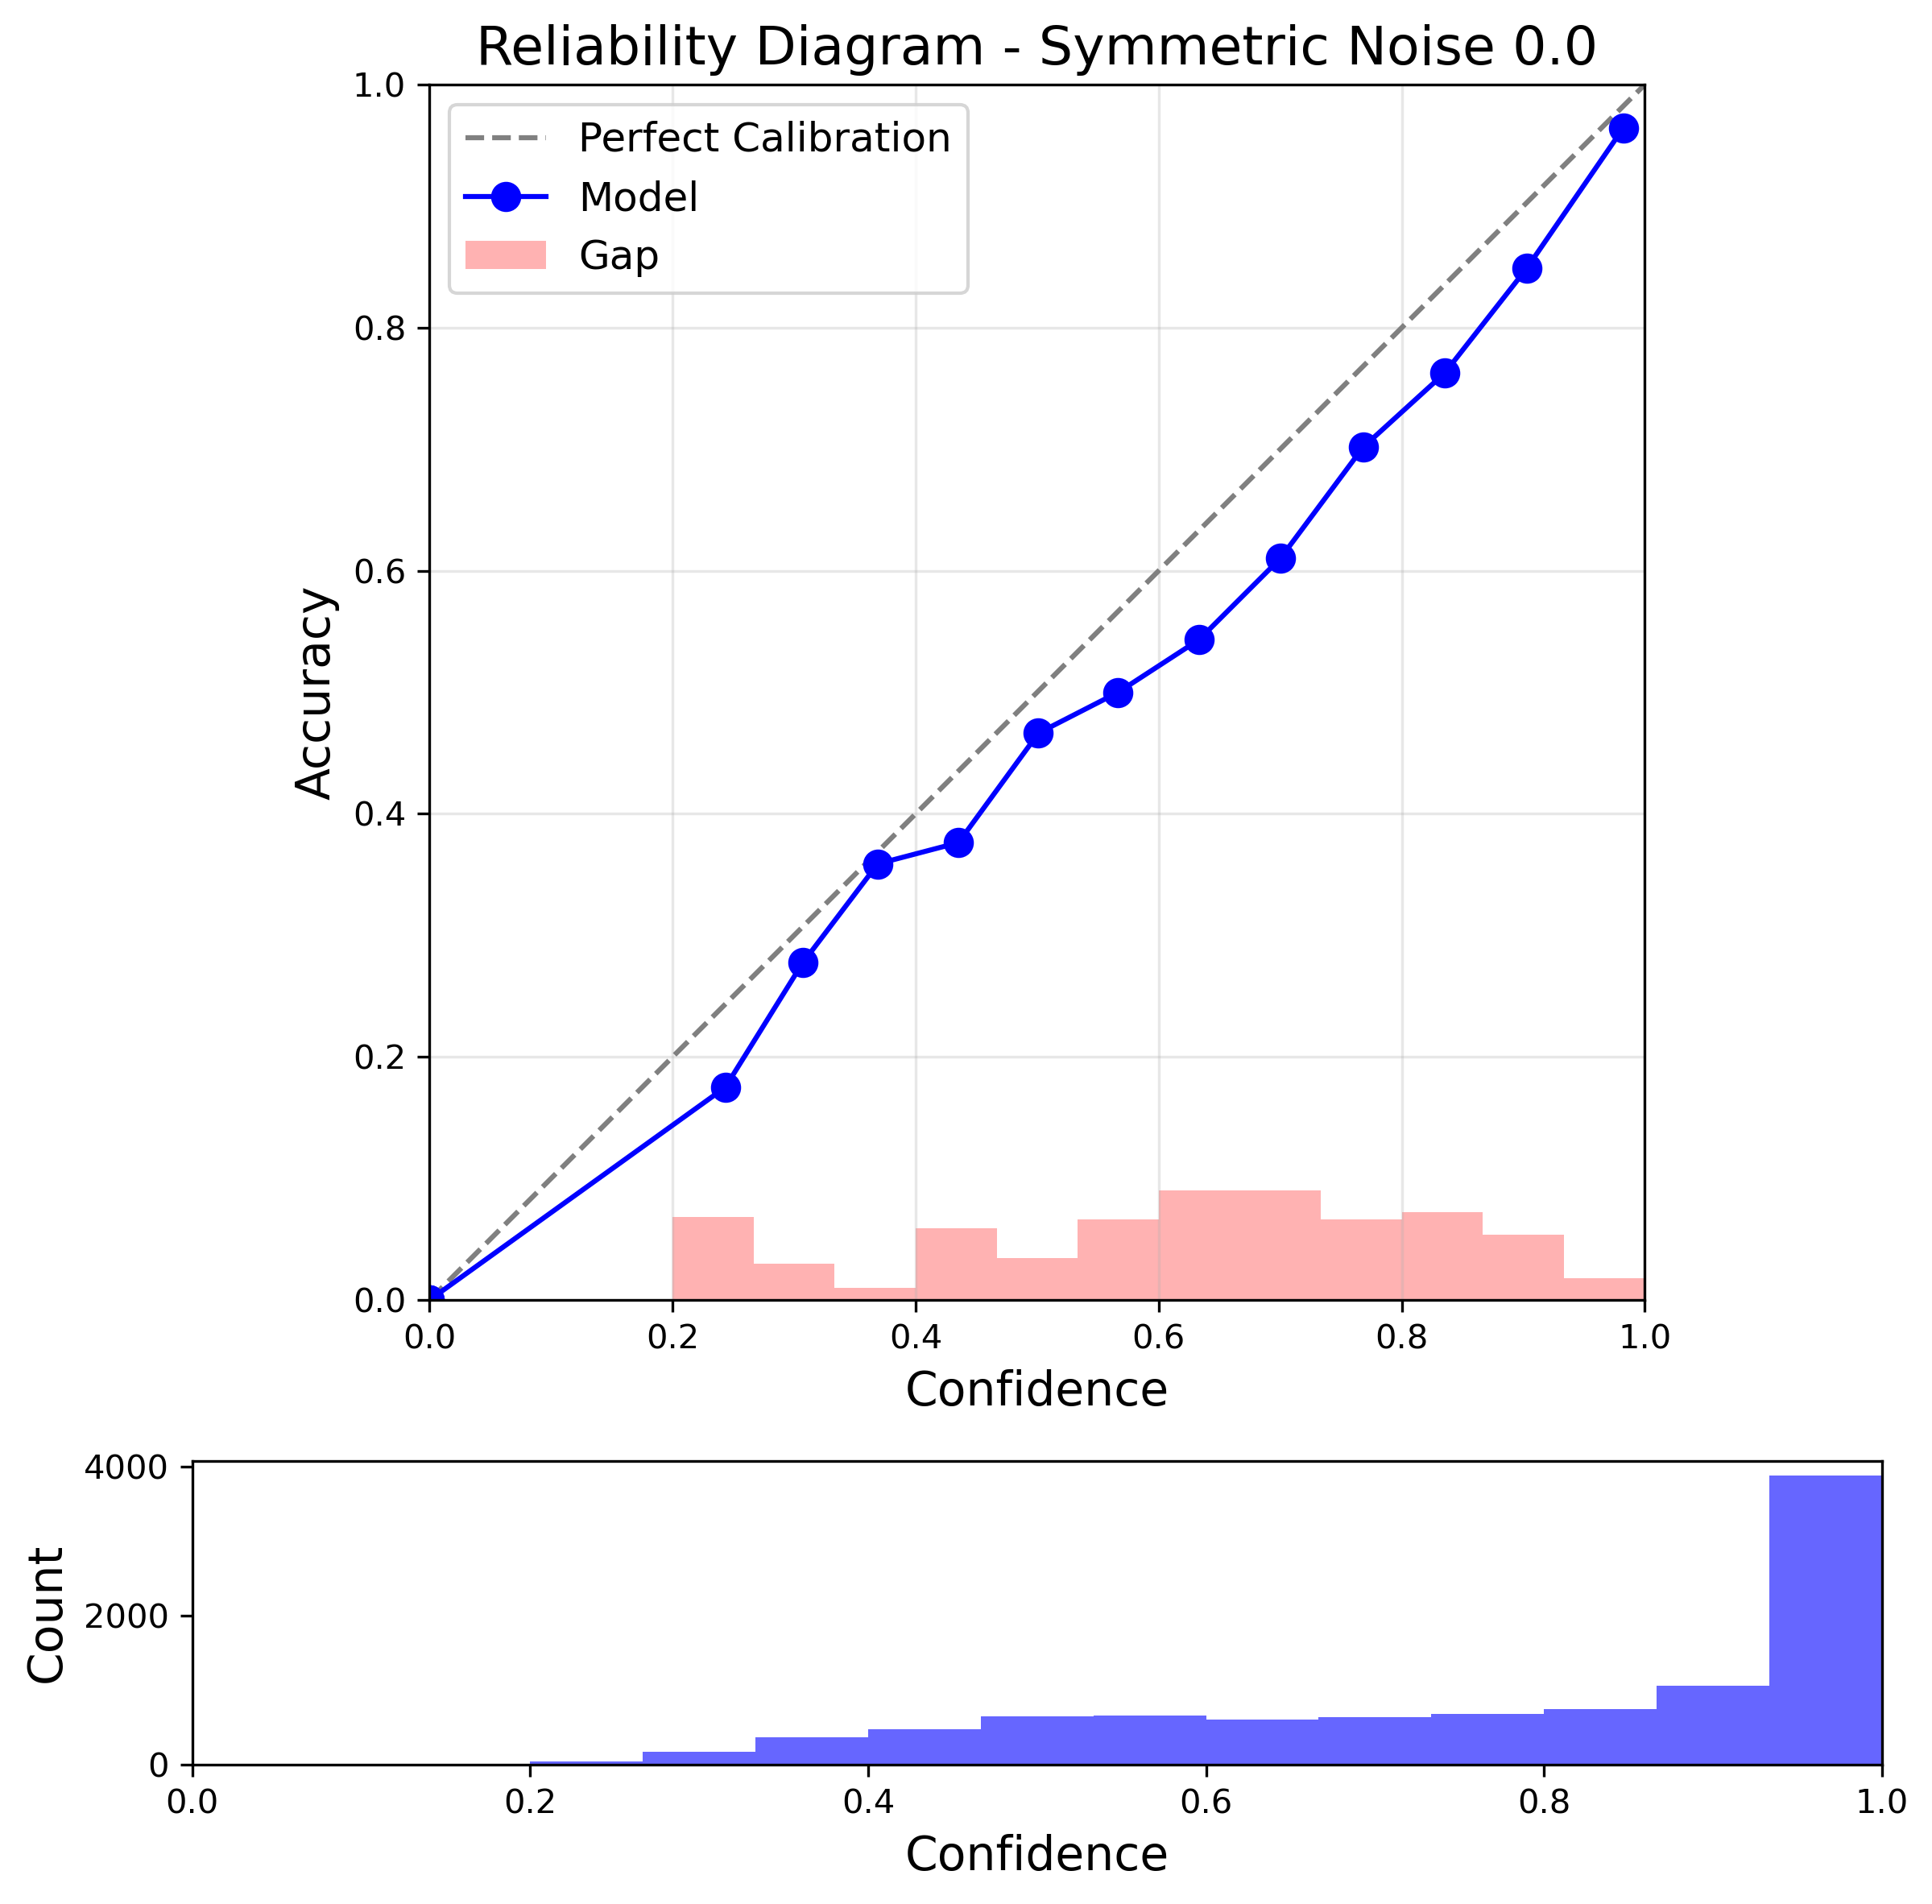 Reliability Diagram - Symmetric Noise 0.0
1.0
0.8
0.6
0.4
0.2
0.0
Accuracy
Perfect Calibration
Model
Gap
0.0 0.2 0.4 0.6 0.8 1.0
Confidence
4000
2000
0
Count
0.0 0.2 0.4 0.6 0.8 1.0
Confidence